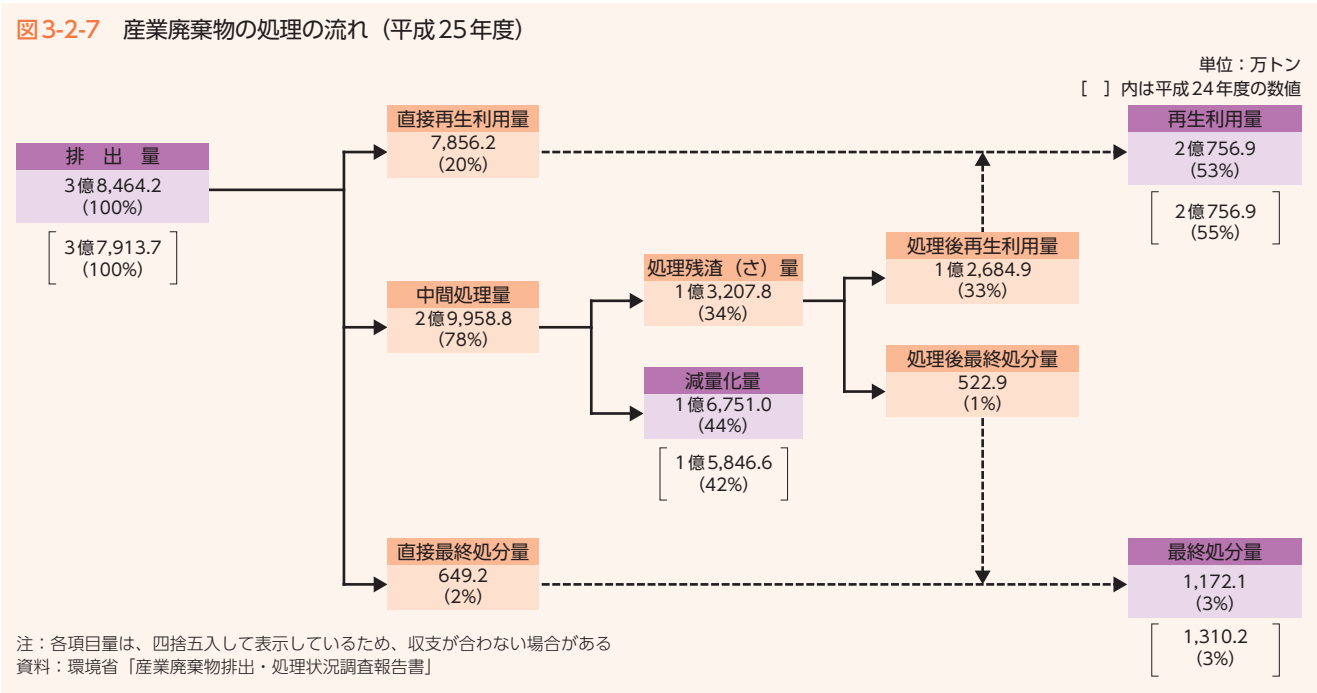 図3-2-7 産業廃棄物の処理の流れ（平成25年度）
単位：万トン
［ ］内は平成24年度の数値
排 出 量
3億8,464.2
(100%)
3億7,913.7
(100%)
直接再生利用量
7,856.2
(20%)
中間処理量
2億9,958.8
(78%)
直接最終処分量
649.2
(2%)
処理残渣（さ）量
1億3,207.8
(34%)
減量化量
1億6,751.0
(44%)
1億5,846.6
(42%)
処理後再生利用量
1億2,684.9
(33%)
処理後最終処分量
522.9
(1%)
再生利用量
2億756.9
(53%)
2億756.9
(55%)
最終処分量
1,172.1
(3%)
1,310.2
(3%)
注：各項目量は、四捨五入して表示しているため、収支が合わない場合がある
資料：環境省「産業廃棄物排出・処理状況調査報告書」